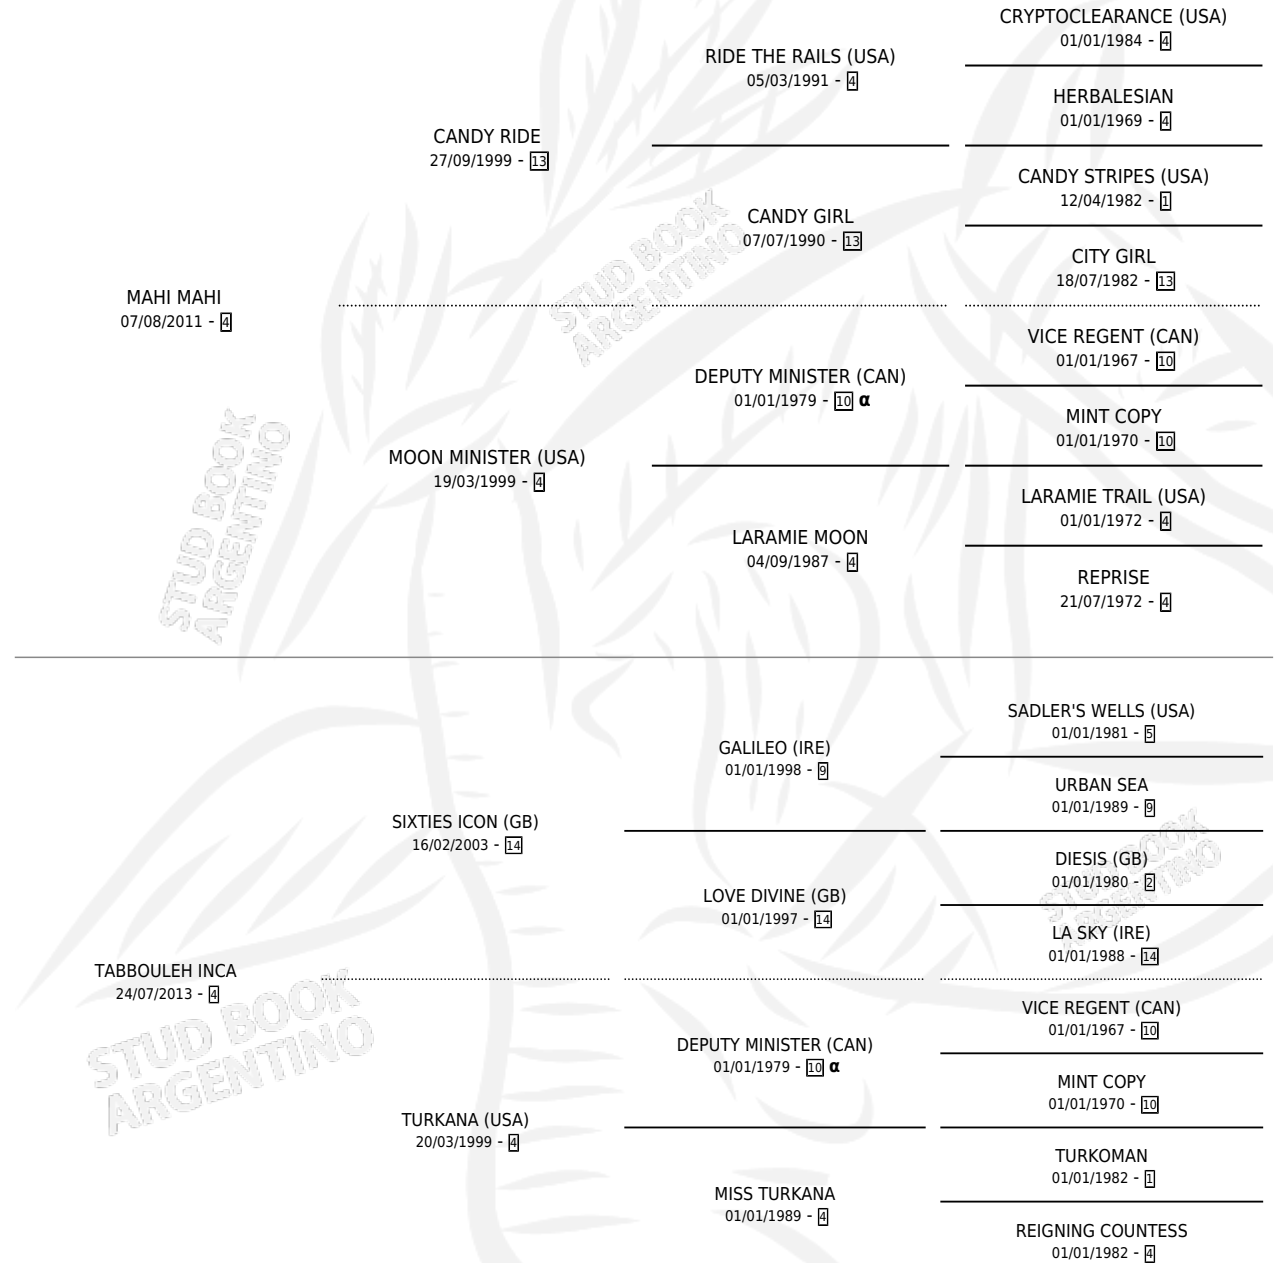 CRYPTOCLEARANCE (USA)
01/01/1984 - 4
RIDE THE RAILS (USA)
05/03/1991 - 4
HERBALESIAN
01/01/1969 - 4
CANDY RIDE
27/09/1999 - 13
CANDY STRIPES (USA)
12/04/1982 - 1
CANDY GIRL
07/07/1990 - 13
CITY GIRL
18/07/1982 - 13
MAHI MAHI
07/08/2011 - 4
VICE REGENT (CAN)
01/01/1967 - 10
DEPUTY MINISTER (CAN)
01/01/1979 - 10 α
MINT COPY
01/01/1970 - 10
MOON MINISTER (USA)
19/03/1999 - 4
LARAMIE TRAIL (USA)
01/01/1972 - 4
LARAMIE MOON
04/09/1987 - 4
REPRISE
21/07/1972 - 4
STUD BOOK
ARGENTINO
STUD BOOK
ARGENTINO
SADLER'S WELLS (USA)
01/01/1981 - 5
GALILEO (IRE)
01/01/1998 - 9
URBAN SEA
01/01/1989 - 9
SIXTIES ICON (GB)
16/02/2003 - 14
DIESIS (GB)
01/01/1980 - 2
LOVE DIVINE (GB)
01/01/1997 - 14
LA SKY (IRE)
01/01/1988 - 14
TABBOULEH INCA
24/07/2013 - 4
VICE REGENT (CAN)
01/01/1967 - 10
DEPUTY MINISTER (CAN)
01/01/1979 - 10 α
MINT COPY
01/01/1970 - 10
TURKANA (USA)
20/03/1999 - 4
TURKOMAN
01/01/1982 - 1
MISS TURKANA
01/01/1989 - 4
REIGNING COUNTESS
01/01/1982 - 4
STUD BOOK
ARGENTINO
STUD BOOK
ARGENTINO